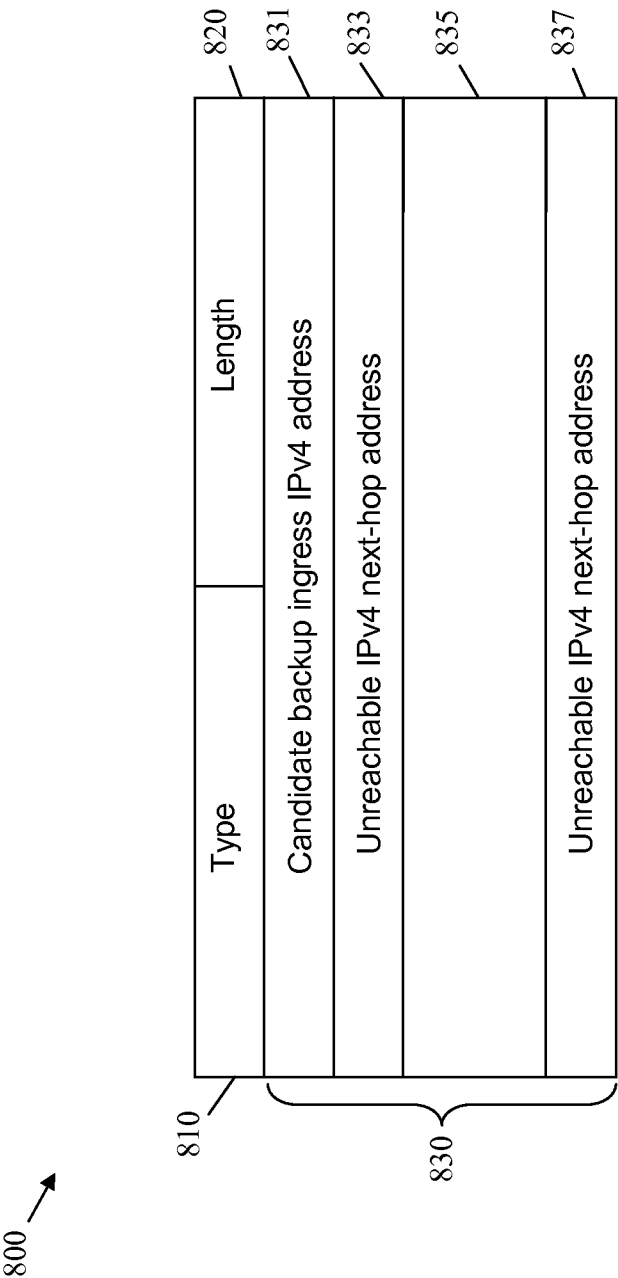 800
810
Type
Length
820
Candidate backup ingress IPv4 address
831
Unreachable IPv4 next-hop address
833
835
Unreachable IPv4 next-hop address
837
830